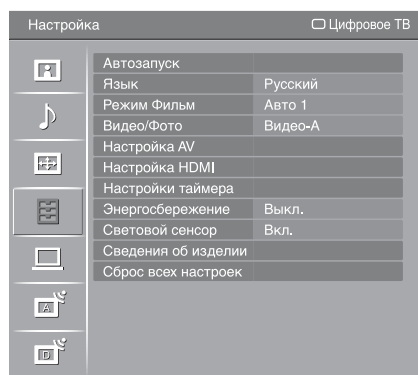 Настройка Цифровое ТВ
Автозапуск
Язык Русский
Режим Фильм Авто 1
Видео/Фото Видео-А
Настройка AV
Настройка HDMI
Настройки таймера
Энергосбережение Выкл.
Световой сенсор Вкл.
Сведения об изделии
Сброс всех настроек
A
D